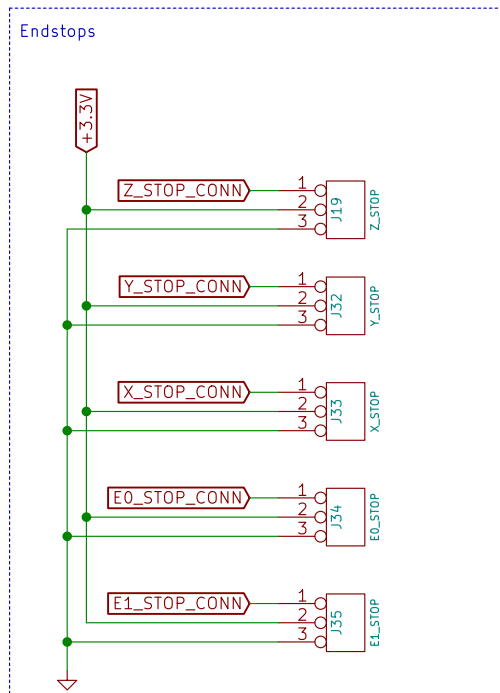 Endstops
+3.3V
Z_STOP_CONN
1
2
3
J19
Z_STOP
Y_STOP_CONN
1
2
3
J32
Y_STOP
X_STOP_CONN
1
2
3
J33
X_STOP
E0_STOP_CONN
1
2
3
J34
E0_STOP
E1_STOP_CONN
1
2
3
J35
E1_STOP